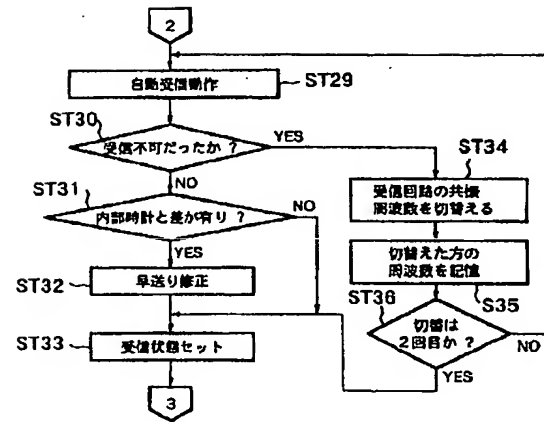 2
自動受信動作
ST29
ST30
受信不可だったか ?
YES
NO
ST31
内部時計と差が有り ?
NO
YES
ST32
早送り修正
ST33
受信状態セット
3
ST34
受信回路の共振
周波数を切替える
切替えた方の
周波数を記憶
S35
ST36
切替は
2回目か ?
NO
YES